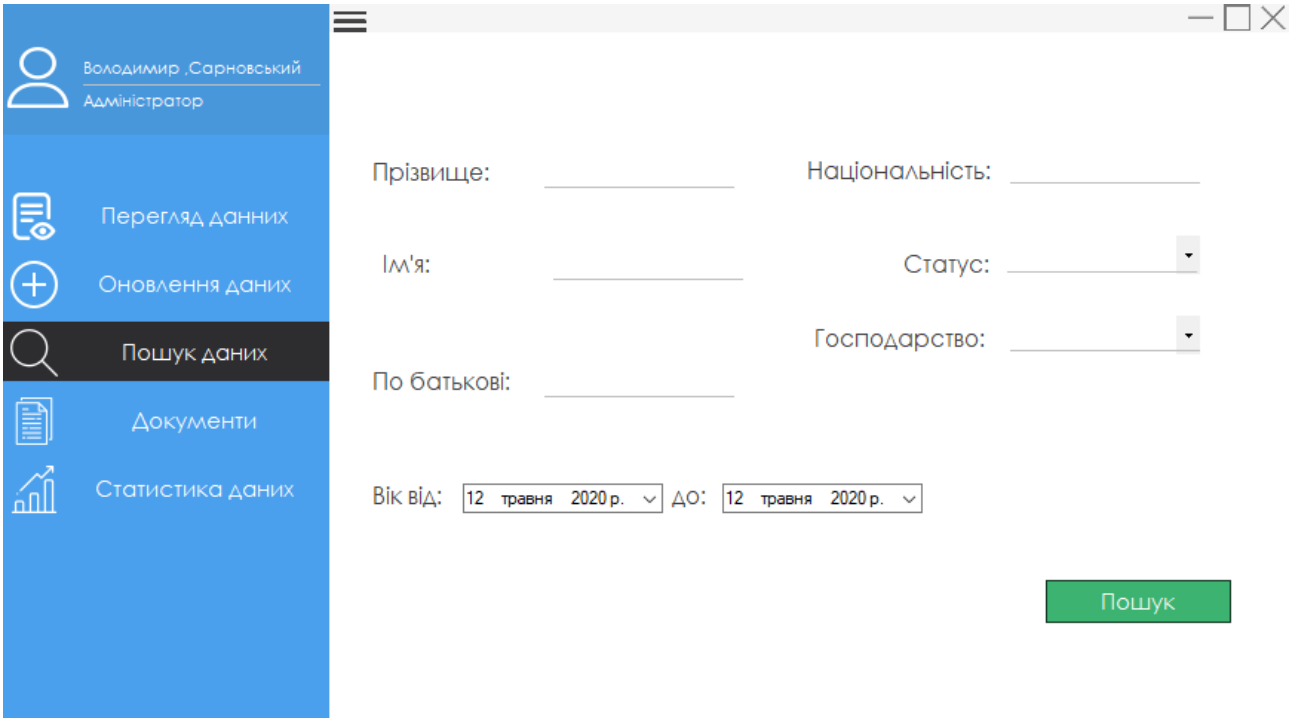 Володимир ,Сарновський
Адміністратор
Перегляд данних
Оновлення даних
Пошук даних
Документи
Статистика даних
Прізвище:
Національність:
Ім'я:
Статус:
Господарство:
По батькові:
Вік від: 12 травня 2020 р. до: 12 травня 2020 р.
Пошук